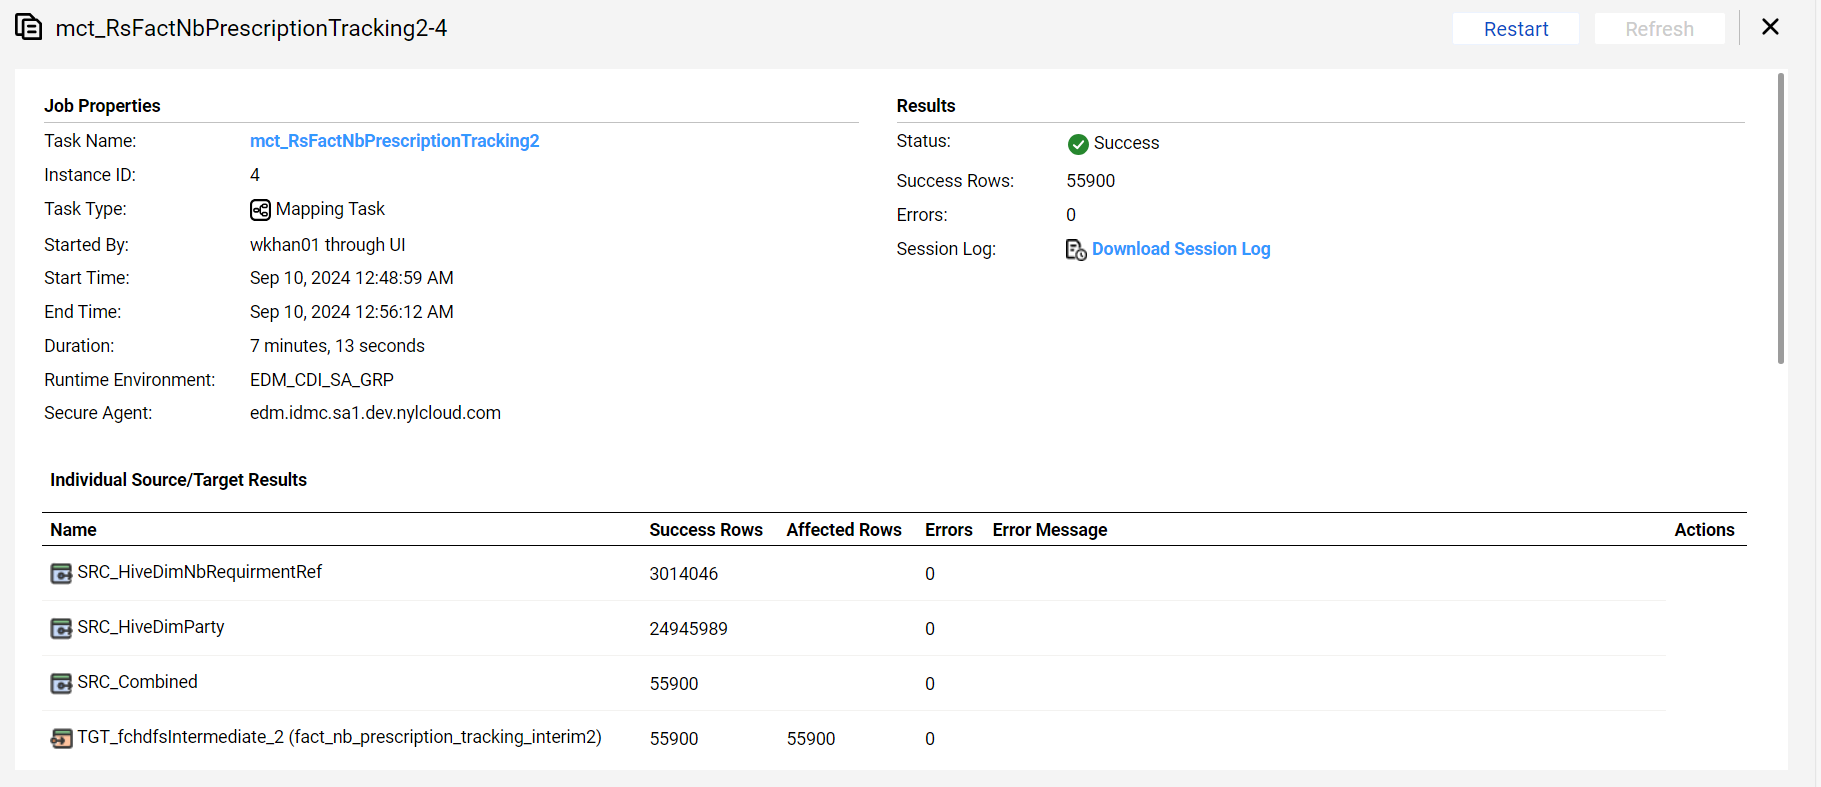 mct_RsFactNbPrescriptionTracking2-4
Restart
Refresh
Job Properties
Task Name: mct_RsFactNbPrescriptionTracking2
Instance ID: 4
Task Type: Mapping Task
Started By: wkhan01 through UI
Start Time: Sep 10, 2024 12:48:59 AM
End Time: Sep 10, 2024 12:56:12 AM
Duration: 7 minutes, 13 seconds
Runtime Environment: EDM_CDI_SA_GRP
Secure Agent: edm.idmc.sa1.dev.nylcloud.com
Results
Status: Success
Success Rows: 55900
Errors: 0
Session Log: Download Session Log
Individual Source/Target Results
Name Success Rows Affected Rows Errors Error Message Actions
SRC_HiveDimNbRequirmentRef 3014046 0
SRC_HiveDimParty 24945989 0
SRC_Combined 55900 0
TGT_fchdfsIntermediate_2 (fact_nb_prescription_tracking_interim2) 55900 55900 0